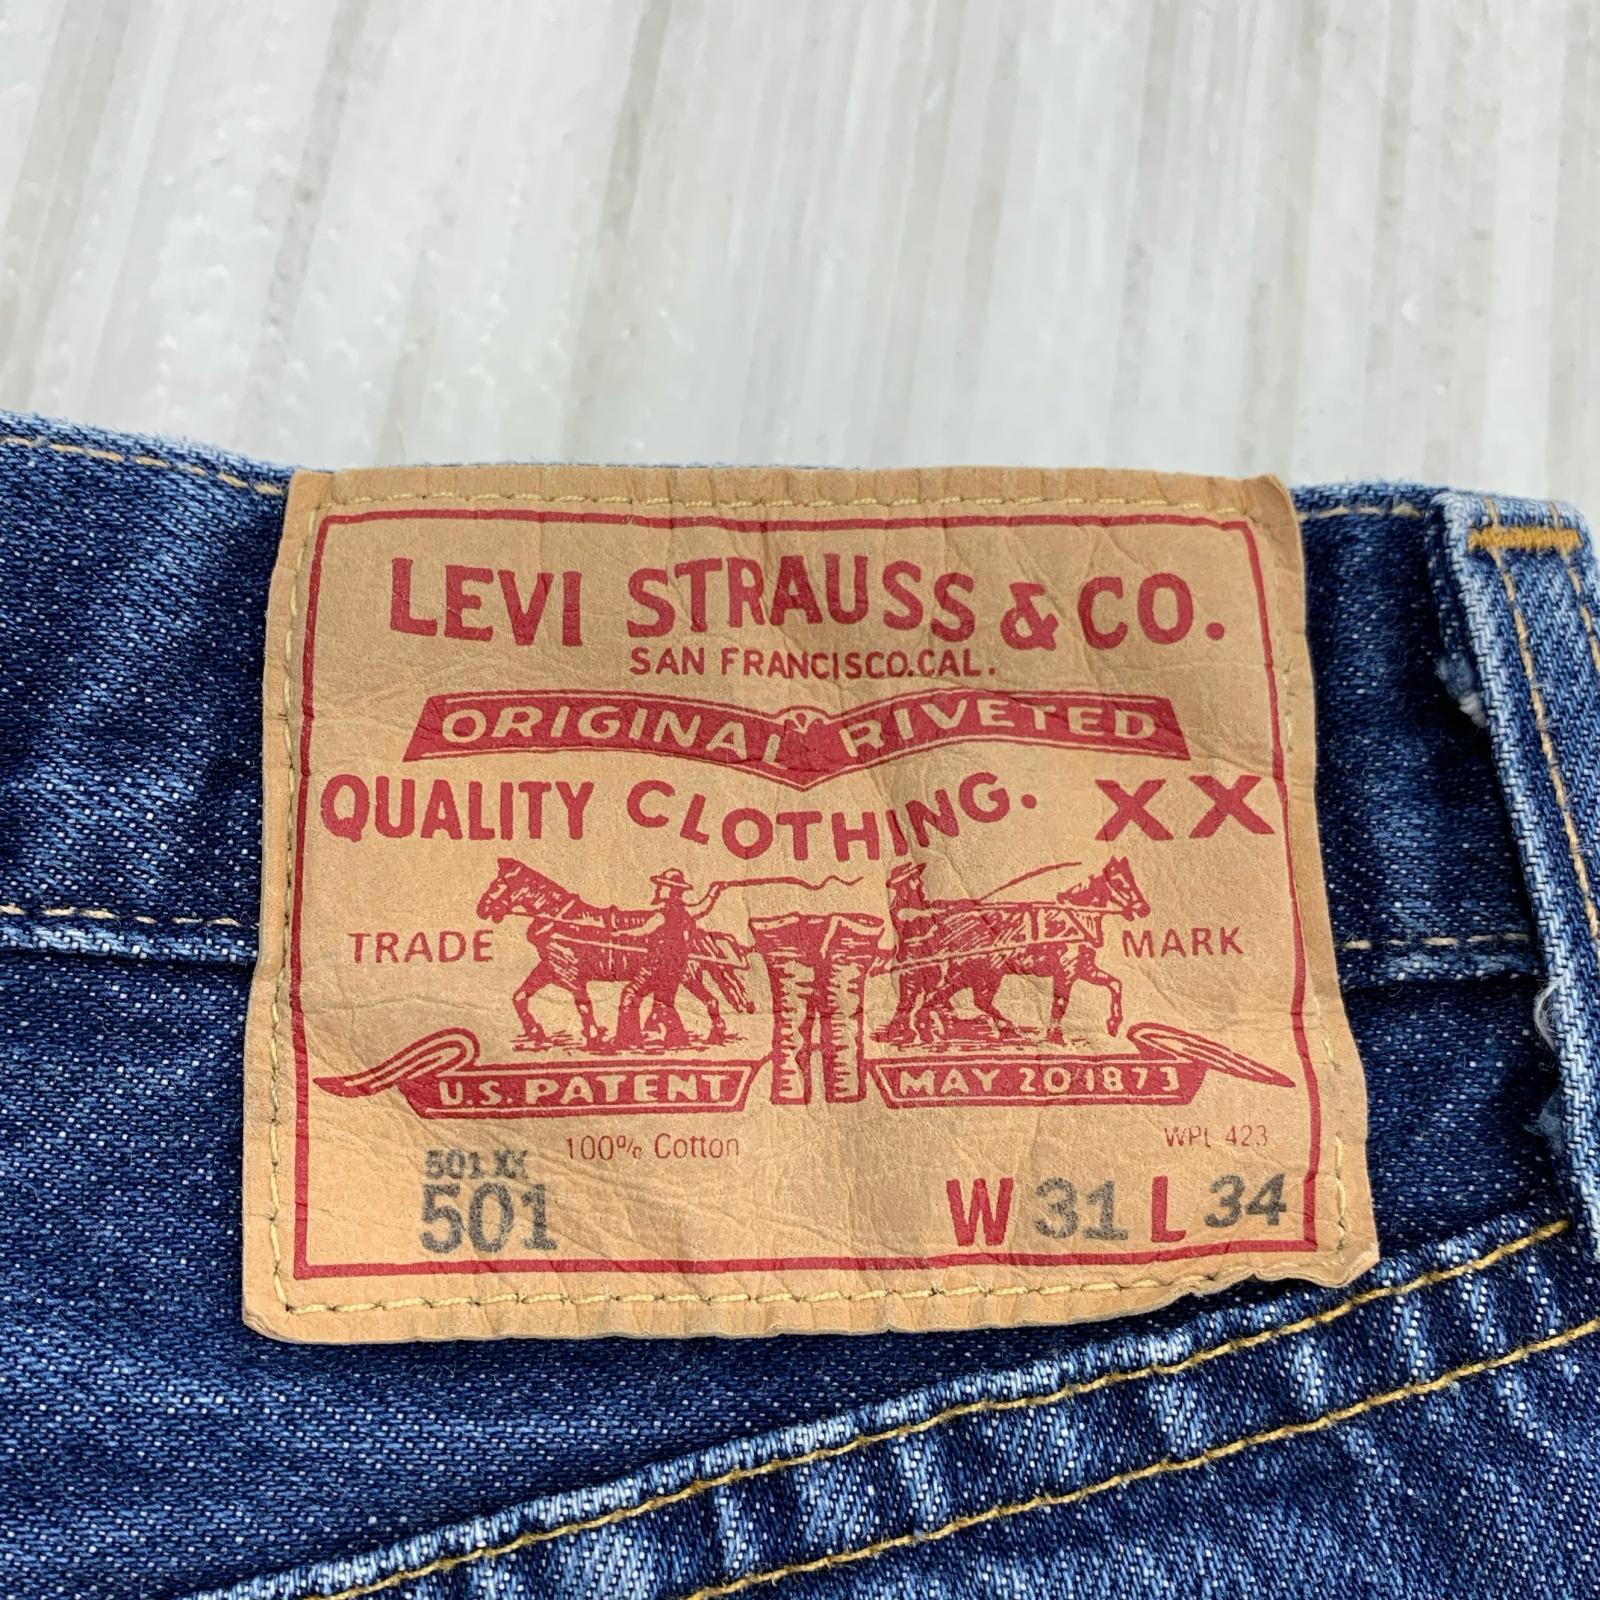 LEVI STRAUSS & CO.
SAN FRANCISCO.CAL.
ORIGINAL RIVETED
QUALITY CLOTHING. XX
TRADE MARK
U.S. PATENT MAY 20 1873
100% Cotton WPL 423
501 XX
501 W 31 L 34